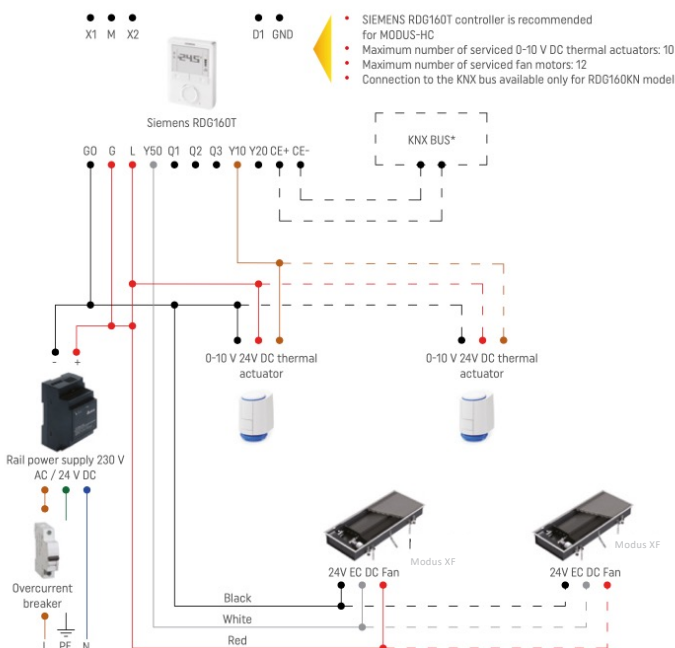 X1 M X2
D1 GND
• SIEMENS RDG160T controller is recommended
for MODUS-HC
• Maximum number of serviced 0-10 V DC thermal actuators: 10
• Maximum number of serviced fan motors: 12
• Connection to the KNX bus available only for RDG160KN model
Siemens RDG160T
G0 G L Y50 Q1 Q2 Q3 Y10 Y20 CE+ CE-
KNX BUS*
- +
0-10 V 24V DC thermal
actuator
0-10 V 24V DC thermal
actuator
Rail power supply 230 V
AC / 24 V DC
Modus XF
24V EC DC Fan
Modus XF
24V EC DC Fan
Overcurrent
breaker
Black
White
Red
L PE N